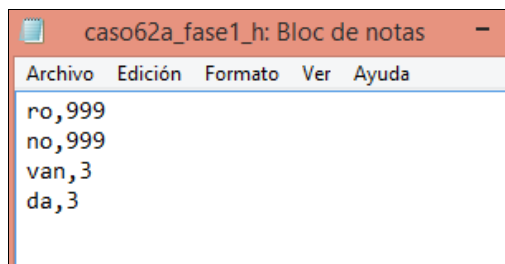 caso62a_fase1_h: Bloc de notas
Archivo Edición Formato Ver Ayuda
ro,999
no,999
van,3
da,3